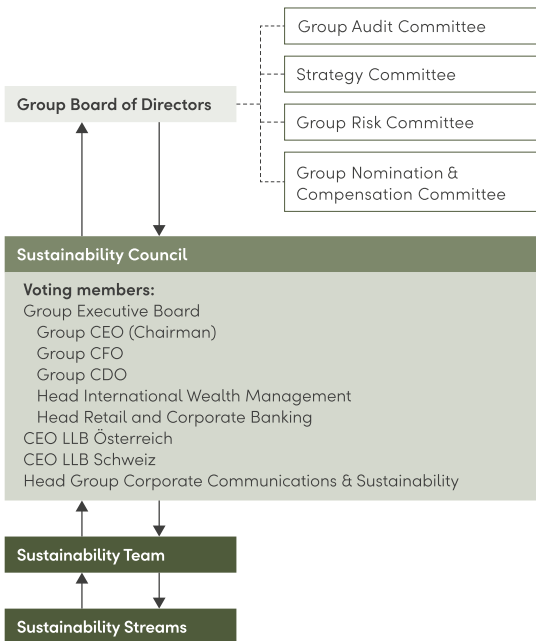 Group Audit Committee
Strategy Committee
Group Board of Directors
Group Risk Committee
Group Nomination &
Compensation Committee
Sustainability Council
Voting members:
Group Executive Board
Group CEO (Chairman)
Group CFO
Group CDO
Head International Wealth Management
Head Retail and Corporate Banking
CEO LLB Österreich
CEO LLB Schweiz
Head Group Corporate Communications & Sustainability
Sustainability Team
Sustainability Streams